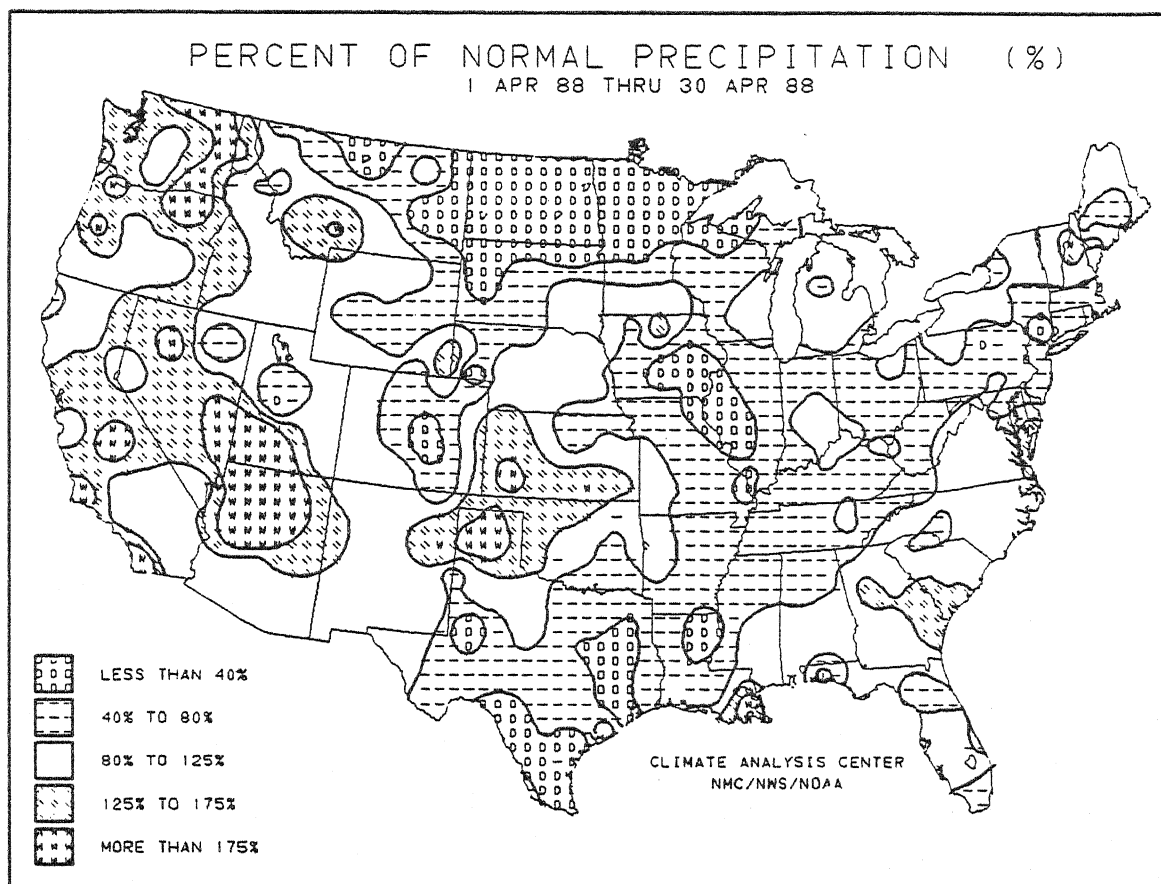 PERCENT OF NORMAL PRECIPITATION (%)
1 APR 88 THRU 30 APR 88
LESS THAN 40%
40% TO 80%
80% TO 125%
125% TO 175%
MORE THAN 175%
CLIMATE ANALYSIS CENTER
NMC/NWS/NOAA